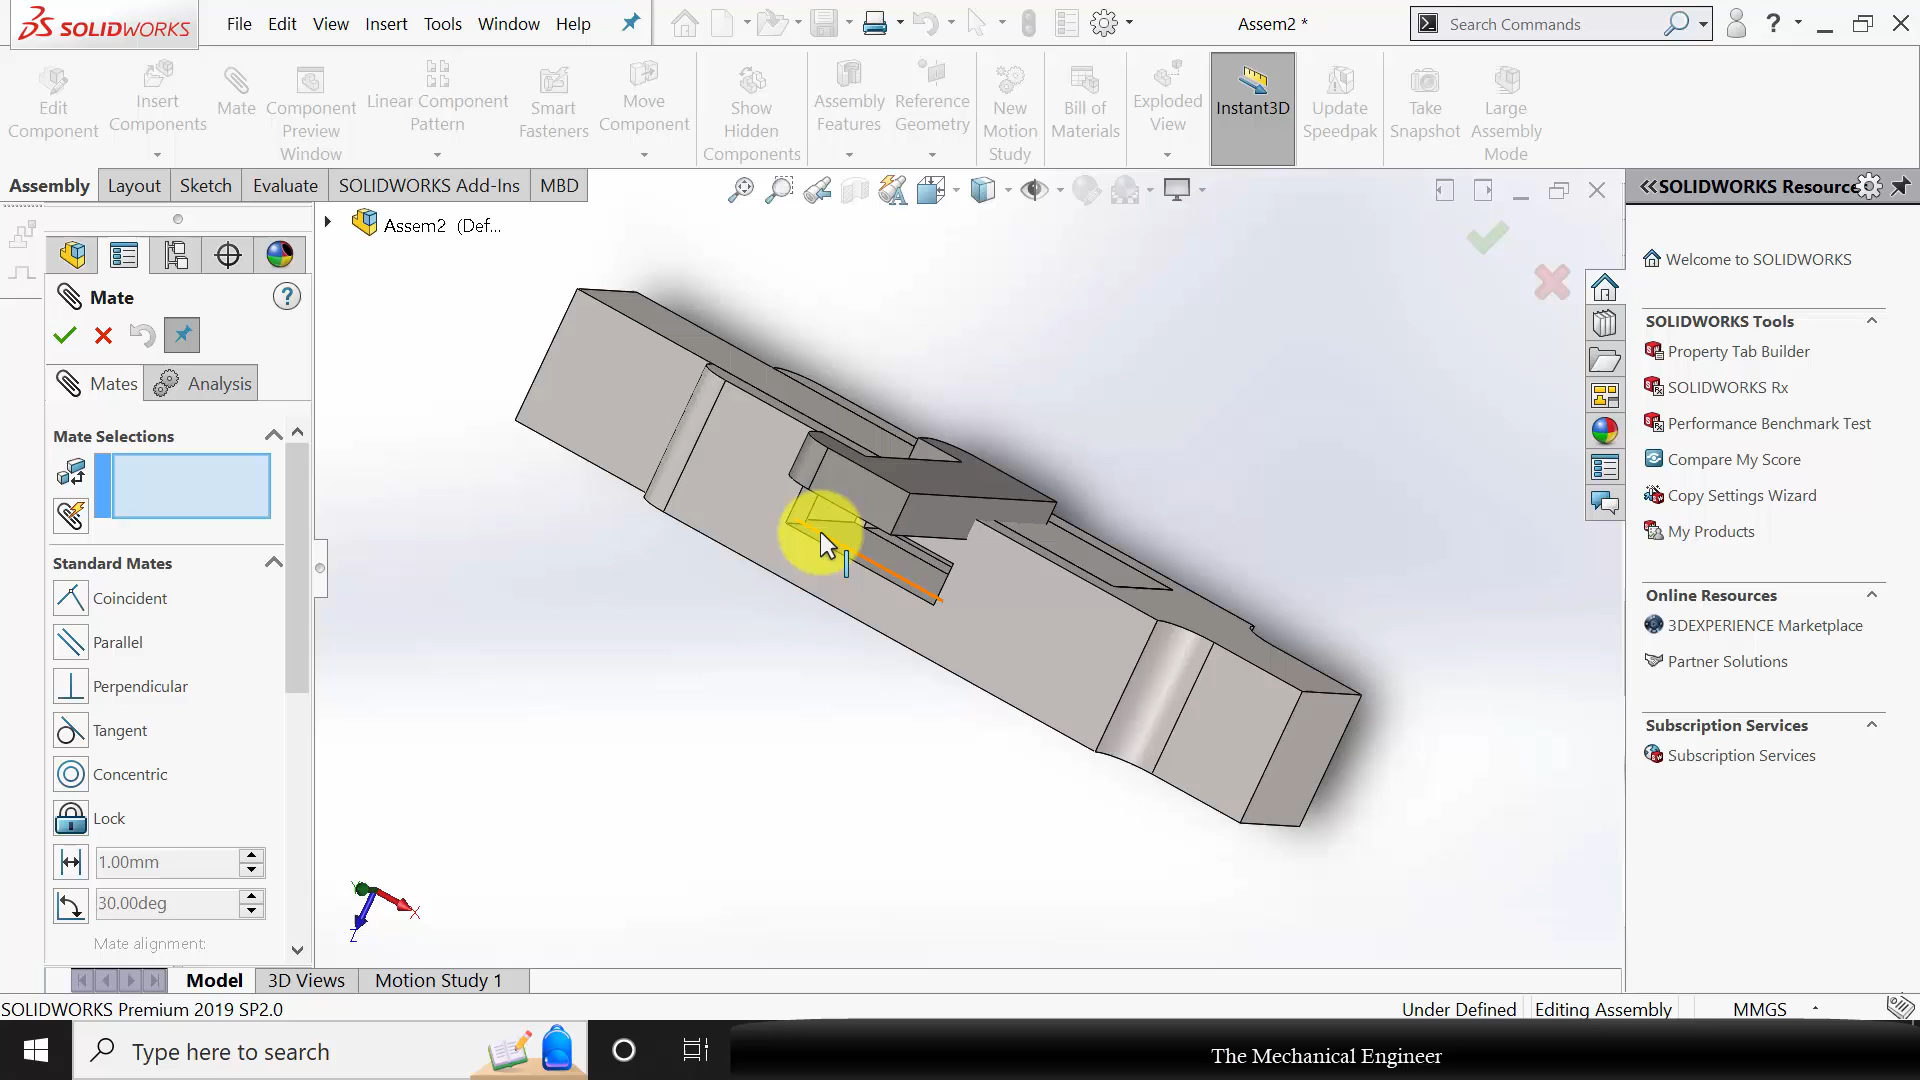 SOLIDWORKS
File Edit View Insert Tools Window Help
Assem2 *
Search Commands
?
Edit Component
Insert Components
Mate
Component Preview Window
Linear Component Pattern
Smart Fasteners
Move Component
Show Hidden Components
Assembly Features
Reference Geometry
New Motion Study
Bill of Materials
Exploded View
Instant3D
Update Speedpak
Take Snapshot
Large Assembly Mode
Assembly Layout Sketch Evaluate SOLIDWORKS Add-Ins MBD
SOLIDWORKS Resource
Assem2 (Def...
Mate
?
Mates Analysis
Mate Selections
Standard Mates
Coincident
Parallel
Perpendicular
Tangent
Concentric
Lock
1.00mm
30.00deg
Mate alignment:
X
Z
Welcome to SOLIDWORKS
SOLIDWORKS Tools
Property Tab Builder
SOLIDWORKS Rx
Performance Benchmark Test
Compare My Score
Copy Settings Wizard
My Products
Online Resources
3DEXPERIENCE Marketplace
Partner Solutions
Subscription Services
Subscription Services
Model 3D Views Motion Study 1
SOLIDWORKS Premium 2019 SP2.0
Under Defined Editing Assembly MMGS
Type here to search
The Mechanical Engineer